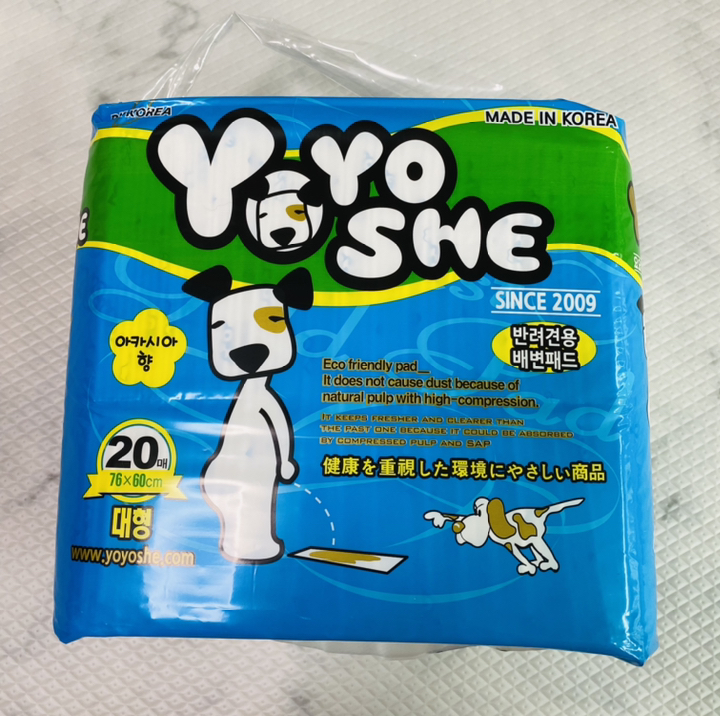 KOREA
MADE IN KOREA
YOYO
SHE
SINCE 2009
반려견용
배변패드
아카시아
향
Eco friendly pad_
It does not cause dust because of
natural pulp with high-compression.
IT KEEPS FRESHER AND CLEARER THAN
THE PAST ONE BECAUSE IT COULD BE ABSORBED
BY COMPRESSED PULP AND SAP
健康を重視した環境にやさしい商品
20매
76×60cm
대형
www.yoyoshe.com